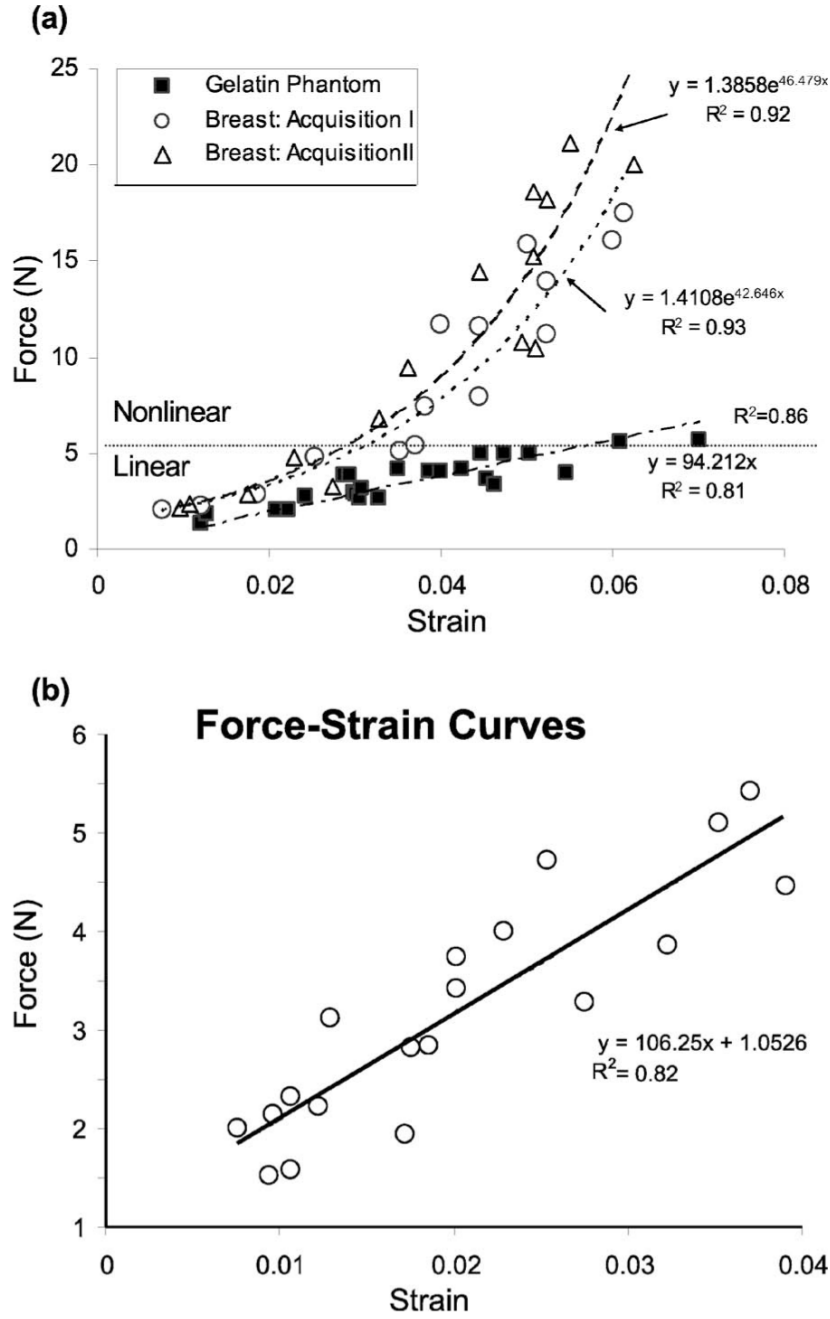 (a)
25
20
15
10
5
0
Force (N)
Gelatin Phantom
Breast: Acquisition I
Breast: AcquisitionII
y = 1.3858e^46.479x
R² = 0.92
y = 1.4108e^42.646x
R² = 0.93
Nonlinear
Linear
R²=0.86
y = 94.212x
R² = 0.81
0 0.02 0.04 0.06 0.08
Strain
(b)
Force-Strain Curves
6
5
4
3
2
1
Force (N)
y = 106.25x + 1.0526
R²= 0.82
0 0.01 0.02 0.03 0.04
Strain